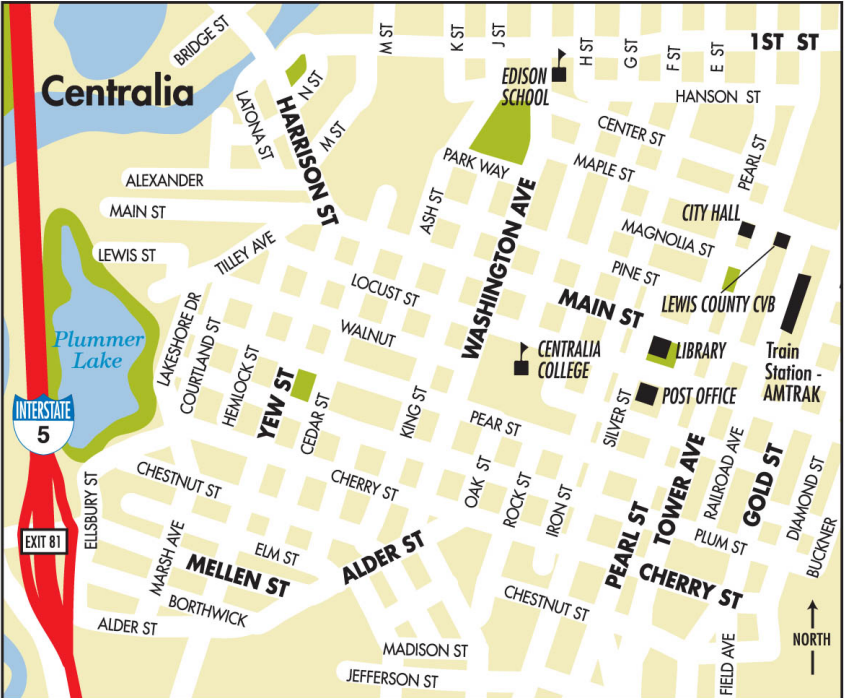 BRIDGE ST
M ST
K ST
J ST
H ST
G ST
F ST
E ST
1ST ST
Centralia
EDISON
SCHOOL
HANSON ST
N ST
LATONA ST
HARRISON ST
M ST
CENTER ST
PARK WAY
MAPLE ST
PEARL ST
ALEXANDER
MAIN ST
ASH ST
WASHINGTON AVE
CITY HALL
MAGNOLIA ST
LEWIS ST
TILLEY AVE
LOCUST ST
PINE ST
MAIN ST
LEWIS COUNTY CVB
LAKESHORE DR
Plummer
Lake
WALNUT
CENTRALIA
COLLEGE
LIBRARY
Train
Station -
AMTRAK
COURTLAND ST
HEMLOCK ST
YEW ST
CEDAR ST
KING ST
PEAR ST
SILVER ST
POST OFFICE
INTERSTATE
5
CHESTNUT ST
CHERRY ST
OAK ST
ROCK ST
IRON ST
PEARL ST
TOWER AVE
RAILROAD AVE
GOLD ST
DIAMOND ST
BUCKNER
ELLSBURY ST
EXIT 81
MARSH AVE
ELM ST
MELLEN ST
ALDER ST
PLUM ST
CHERRY ST
BORTHWICK
ALDER ST
CHESTNUT ST
MADISON ST
JEFFERSON ST
FIELD AVE
NORTH